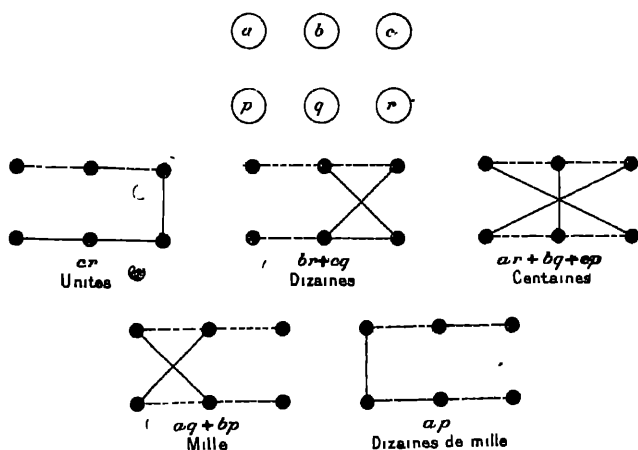 a b c
p q r
cr
Unites
br+cq
Dizaines
ar+bq+cp
Centaines
aq+bp
Mille
ap
Dizaines de mille